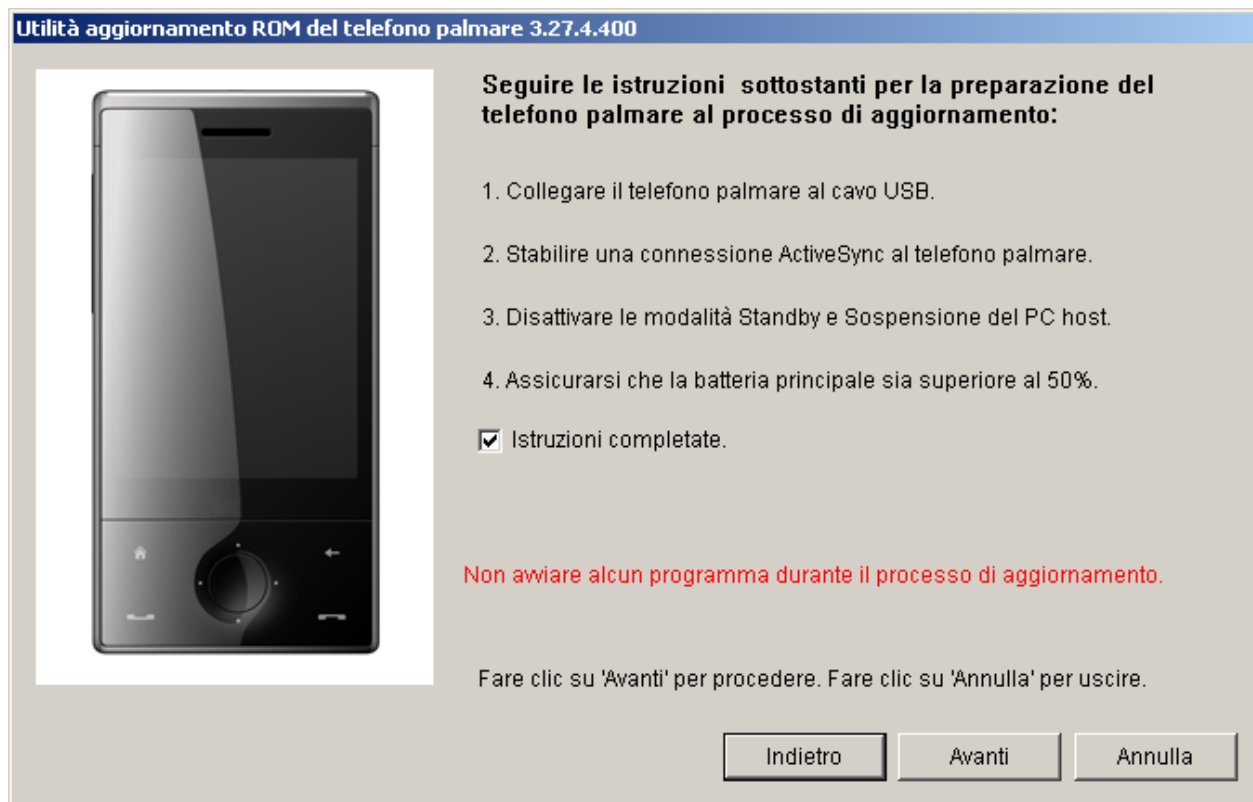 Utilità aggiornamento ROM del telefono palmare 3.27.4.400
Seguire le istruzioni sottostanti per la preparazione del
telefono palmare al processo di aggiornamento:
1. Collegare il telefono palmare al cavo USB.
2. Stabilire una connessione ActiveSync al telefono palmare.
3. Disattivare le modalità Standby e Sospensione del PC host.
4. Assicurarsi che la batteria principale sia superiore al 50%.
Istruzioni completate.
Non avviare alcun programma durante il processo di aggiornamento.
Fare clic su 'Avanti' per procedere. Fare clic su 'Annulla' per uscire.
Indietro
Avanti
Annulla